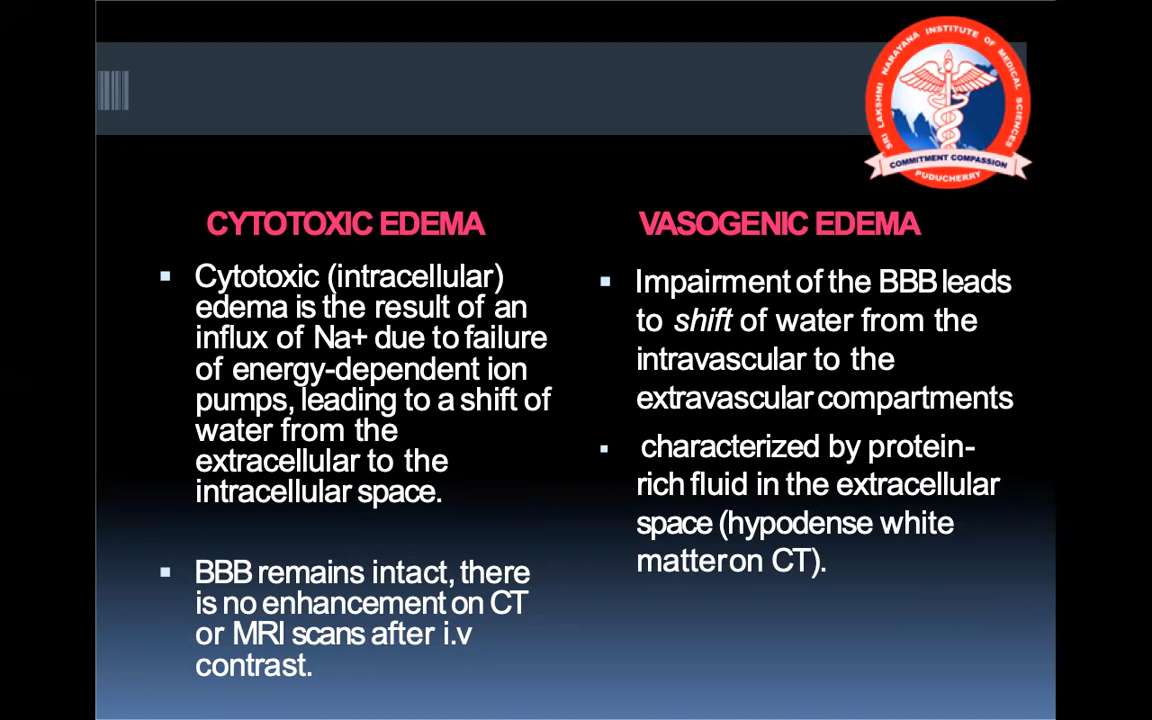 SRI LAKSHMI NARAYANA INSTITUTE OF MEDICAL SCIENCES
COMMITMENT COMPASSION
PUDUCHERRY
CYTOTOXIC EDEMA
▪ Cytotoxic (intracellular)
edema is the result of an
influx of Na+ due to failure
of energy-dependent ion
pumps, leading to a shift of
water from the
extracellular to the
intracellular space.
▪ BBB remains intact, there
is no enhancement on CT
or MRI scans after i.v
contrast.
VASOGENIC EDEMA
▪ Impairment of the BBB leads
to shift of water from the
intravascular to the
extravascular compartments
▪ characterized by protein-
rich fluid in the extracellular
space (hypodense white
matter on CT).